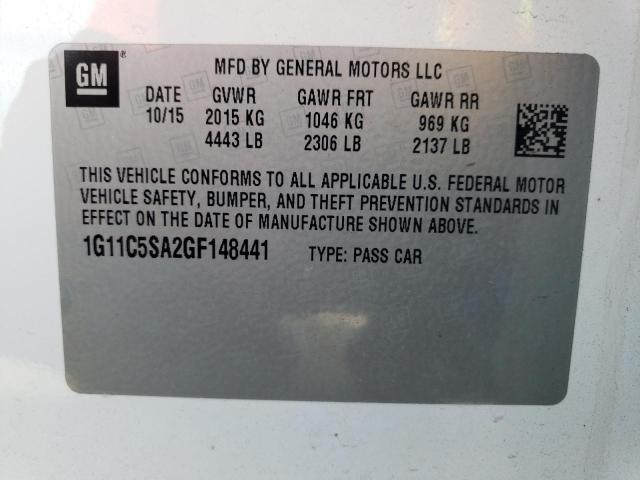 GM®
MFD BY GENERAL MOTORS LLC
DATE GVWR GAWR FRT GAWR RR
10/15 2015 KG 1046 KG 969 KG
4443 LB 2306 LB 2137 LB
THIS VEHICLE CONFORMS TO ALL APPLICABLE U.S. FEDERAL MOTOR
VEHICLE SAFETY, BUMPER, AND THEFT PREVENTION STANDARDS IN
EFFECT ON THE DATE OF MANUFACTURE SHOWN ABOVE.
1G11C5SA2GF148441 TYPE: PASS CAR